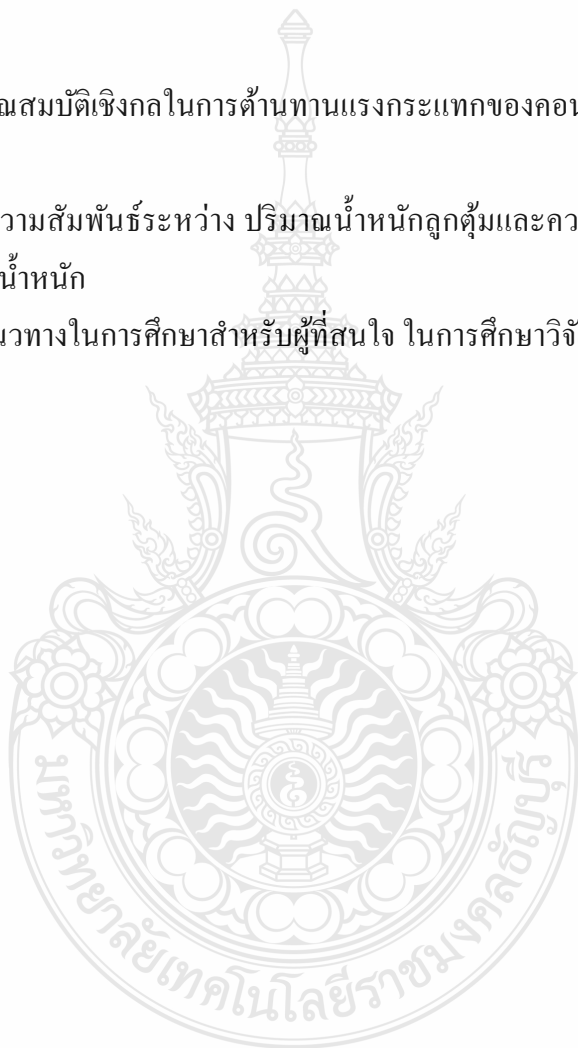 ณสมบัติเชิงกลในการต้านทานแรงกระแทกของคอน
วามสัมพันธ์ระหว่าง ปริมาณน้ำหนักลูกตุ้มและคว
น้ำหนัก
นวทางในการศึกษาสำหรับผู้ที่สนใจ ในการศึกษาวิจั
มหาวิทยาลัยเทคโนโลยีราชมงคลธัญบุรี